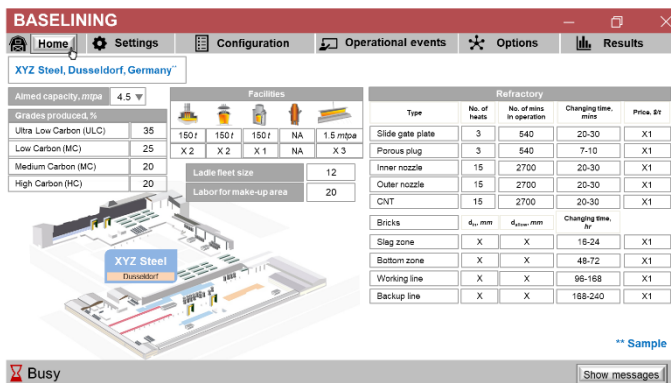 BASELINING
Home Settings Configuration Operational events Options Results
XYZ Steel, Dusseldorf, Germany**
Aimed capacity, mtpa 4.5
Grades produced, %
Ultra Low Carbon (ULC) 35
Low Carbon (MC) 25
Medium Carbon (MC) 20
High Carbon (HC) 20
Facilities
150 t 150 t 150 t NA 1.5 mtpa
X 2 X 2 X 1 NA X 3
Ladle fleet size 12
Labor for make-up area 20
XYZ Steel
Dusseldorf
Refractory
Type No. of heats No. of mins in operation Changing time, mins Price, $/t
Slide gate plate 3 540 20-30 X1
Porous plug 3 540 7-10 X1
Inner nozzle 15 2700 20-30 X1
Outer nozzle 15 2700 20-30 X1
CNT 15 2700 20-30 X1
Bricks mm mm Changing time, hr
Slag zone X X 16-24 X1
Bottom zone X X 48-72 X1
Working line X X 96-168 X1
Backup line X X 168-240 X1
** Sample
Busy
Show messages